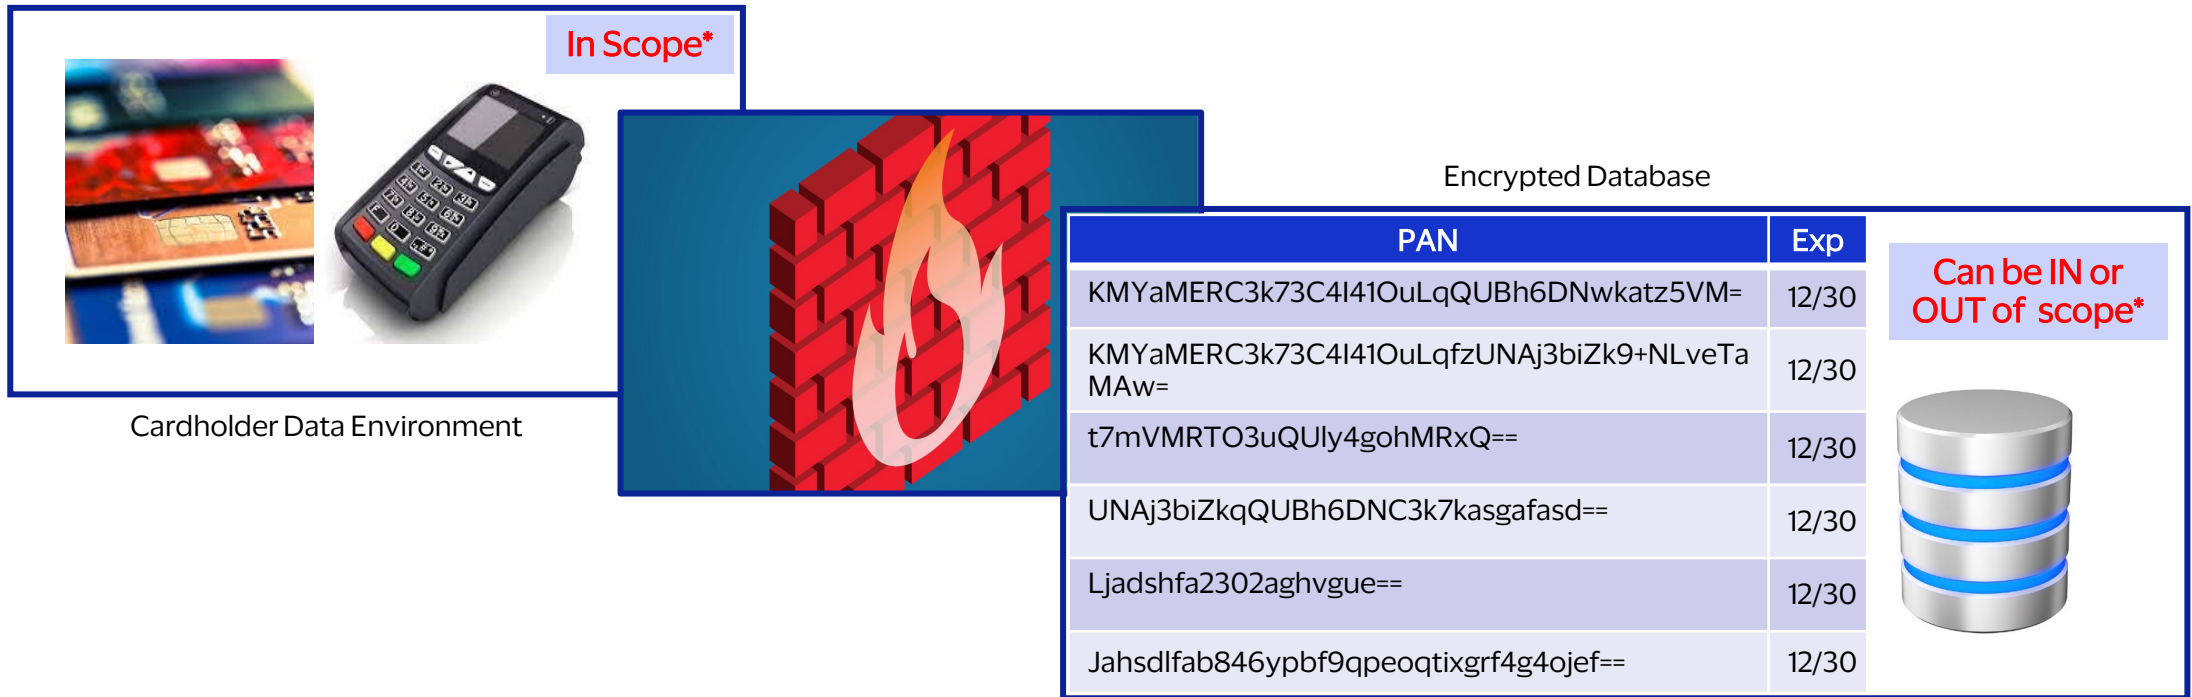 In Scope*
Cardholder Data Environment
Encrypted Database
PAN Exp
KMYaMERC3k73C4I41OuLqQUBh6DNwkatz5VM= 12/30
KMYaMERC3k73C4I41OuLqfzUNAj3biZk9+NLveTa
MAw= 12/30
t7mVMRTO3uQUly4gohMRxQ== 12/30
UNAj3biZkqQUBh6DNC3k7kasgafasd== 12/30
Ljadshfa2302aghvgue== 12/30
Jahsdlfab846ypbf9qpeoqtixgrf4g4ojef== 12/30
Can be IN or
OUT of scope*